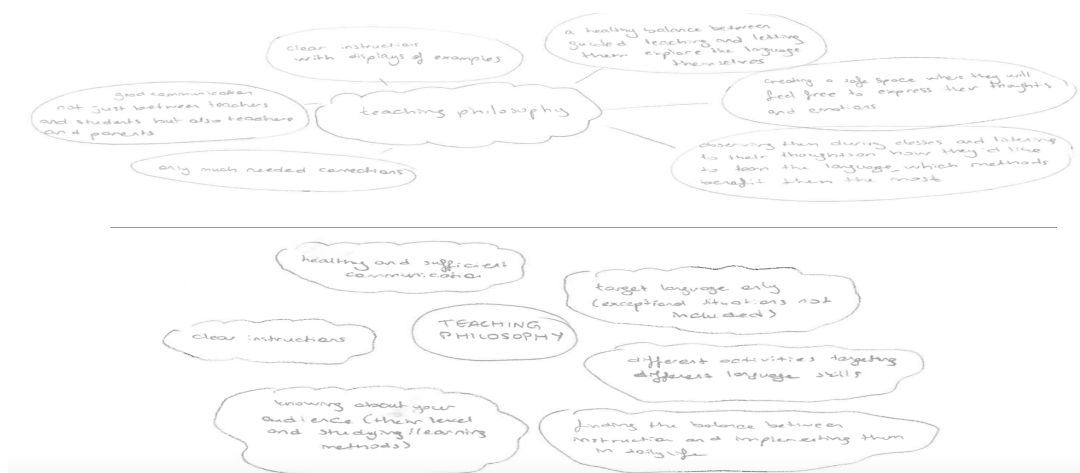 clear instruction
with displays of examples
a healthy balance between
guided teaching and letting
them explore the language
themselves
good communication
not just between teachers
and students but also teachers
and parents
teaching philosophy
creating a safe space where they will
feel free to express their thoughts
and emotions
only much needed corrections
observing them during classes and listening
to their thoughts on how they'd like
to learn the language, which methods
benefit them the most
healthy and sufficient
communication
target language only
(exceptional situations not
included)
TEACHING
PHILOSOPHY
clear instructions
different activities targeting
different language skills
knowing about your
audience (their level
and studying/learning
methods)
finding the balance between
instruction and implementing them
in daily life